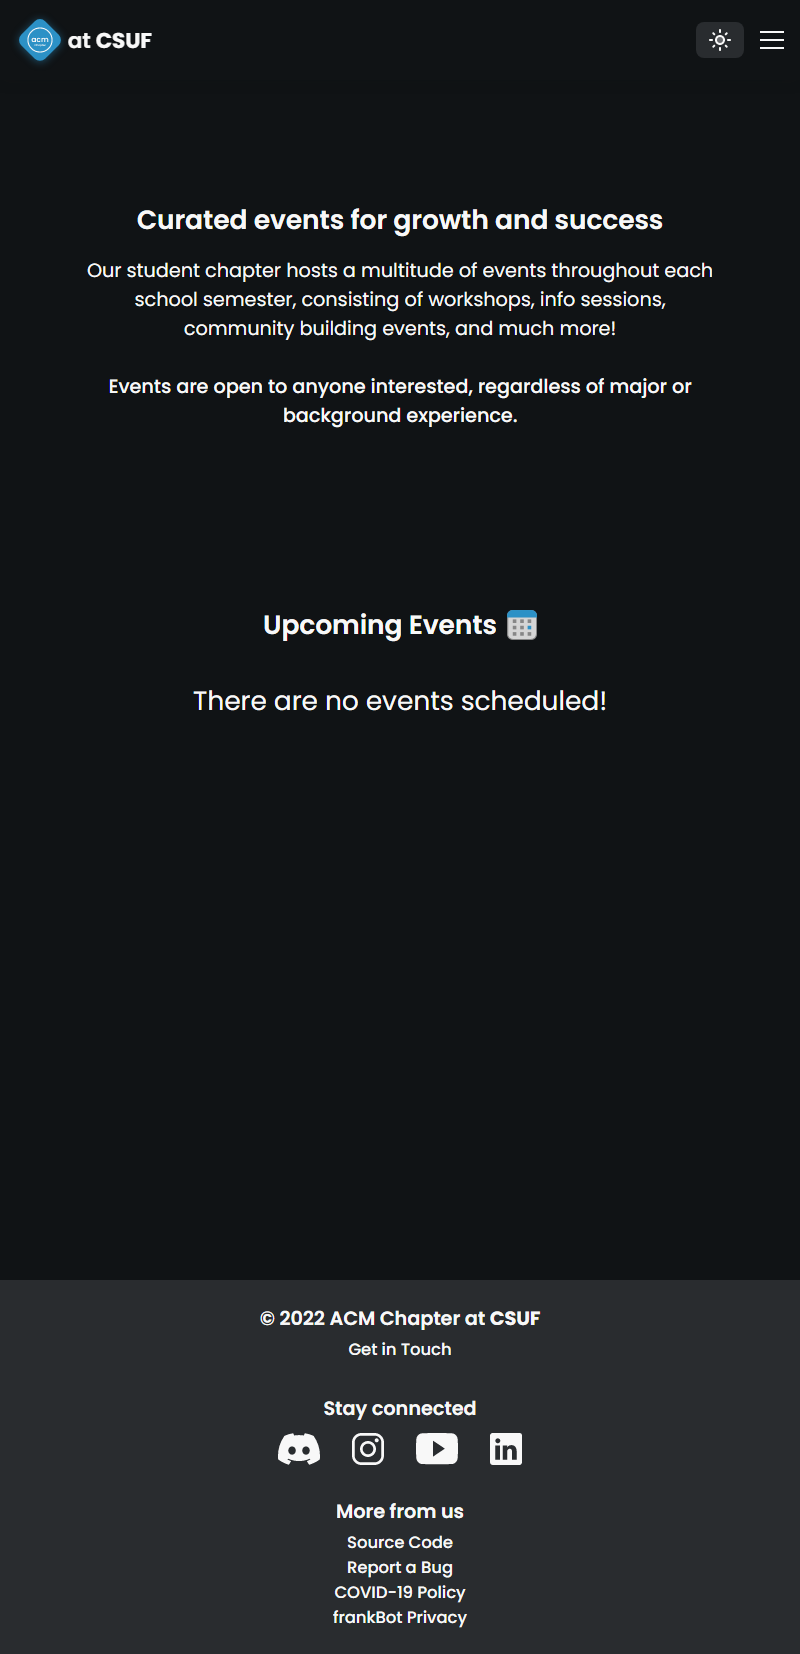 acm
at CSUF
Curated events for growth and success
Our student chapter hosts a multitude of events throughout each
school semester, consisting of workshops, info sessions,
community building events, and much more!
Events are open to anyone interested, regardless of major or
background experience.
Upcoming Events
There are no events scheduled!
© 2022 ACM Chapter at CSUF
Get in Touch
Stay connected
in
More from us
Source Code
Report a Bug
COVID-19 Policy
frankBot Privacy